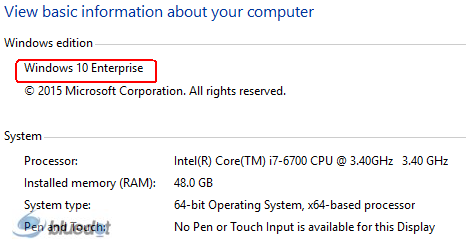 View basic information about your computer
Windows edition
Windows 10 Enterprise
© 2015 Microsoft Corporation. All rights reserved.
System
Processor: Intel(R) Core(TM) i7-6700 CPU @ 3.40GHz 3.40 GHz
Installed memory (RAM): 48.0 GB
System type: 64-bit Operating System, x64-based processor
Pen and Touch: No Pen or Touch Input is available for this Display